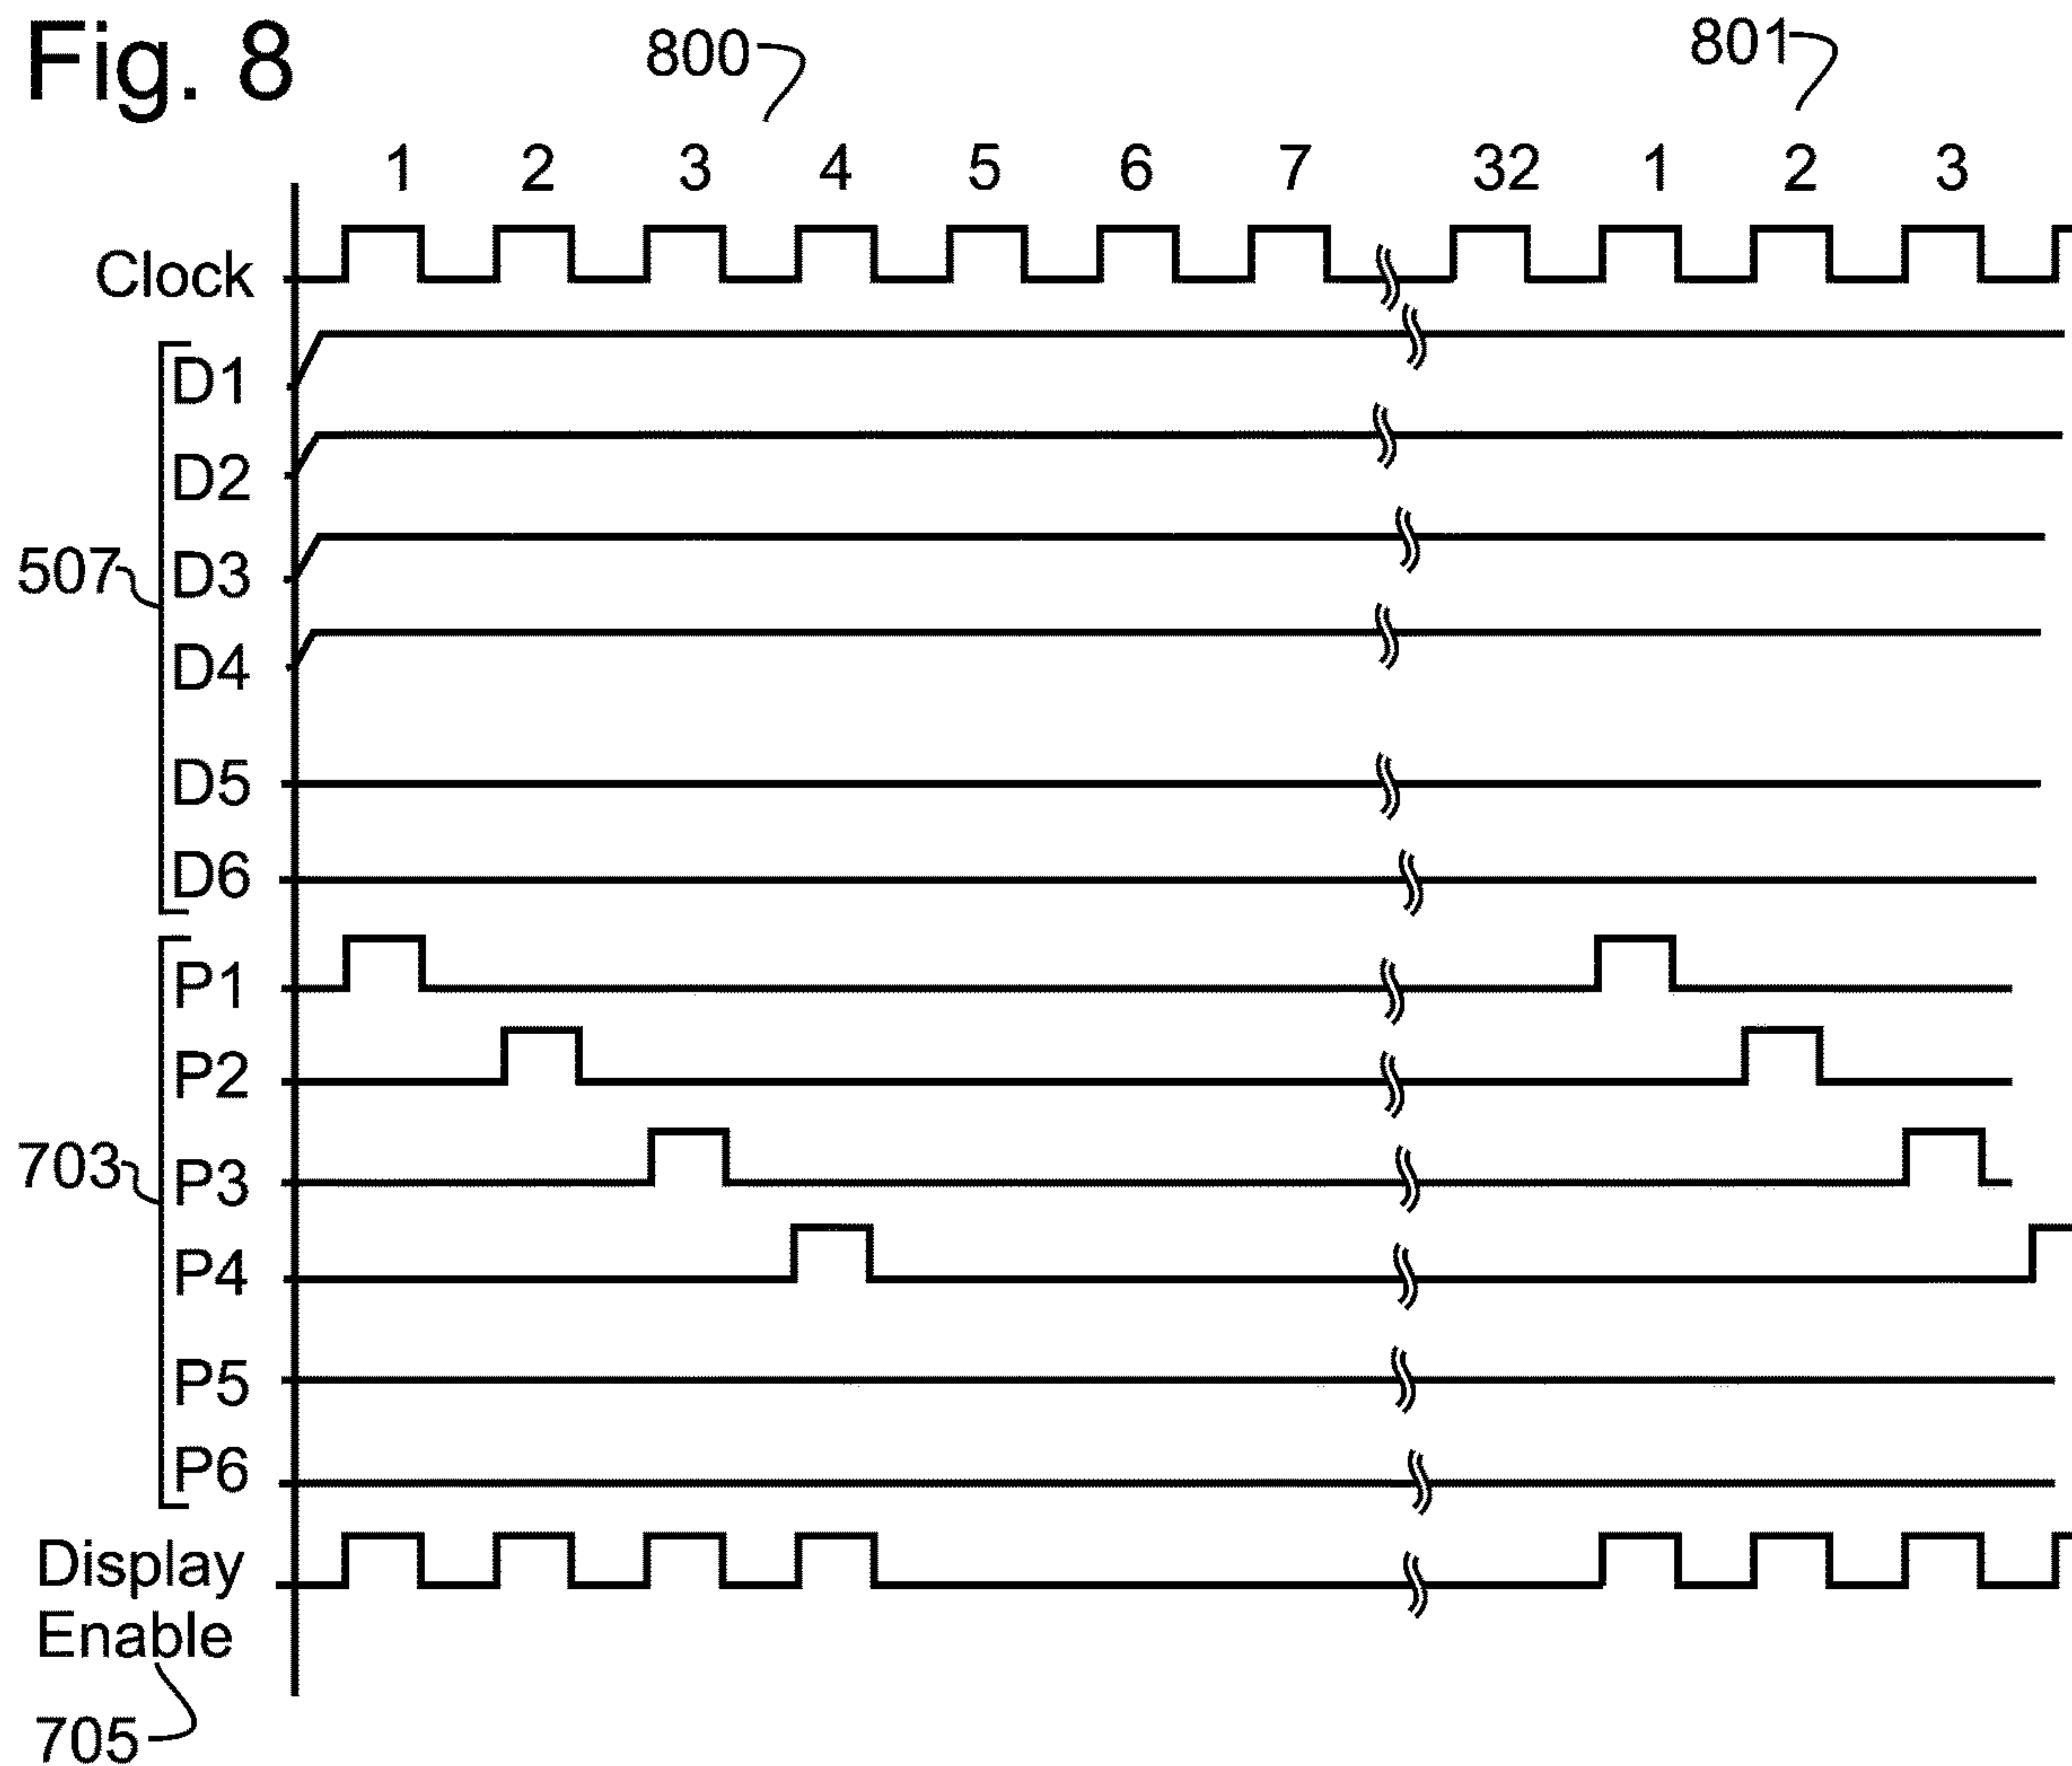 Fig. 8
800
801
1 2 3 4 5 6 7 32 1 2 3
Clock
D1
D2
507
D3
D4
D5
D6
P1
P2
703
P3
P4
P5
P6
Display
Enable
705